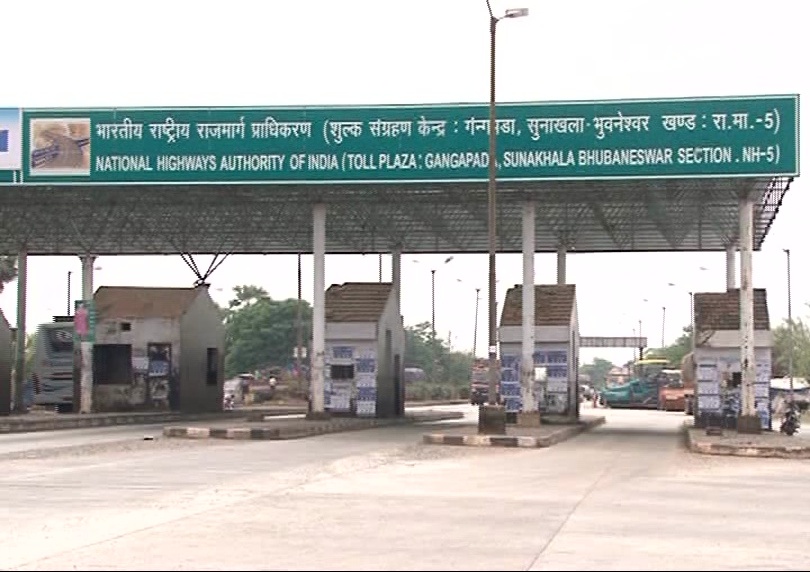 भारतीय राष्ट्रीय राजमार्ग प्राधिकरण (शुल्क संग्रहण केन्द्र : सुनाखला-भुवनेश्वर खण्ड : रा.मा.-5)
NATIONAL HIGHWAYS AUTHORITY OF INDIA (TOLL PLAZA: GANGAPADA, SUNAKHALA BHUBANESWAR SECTION. NH-5)